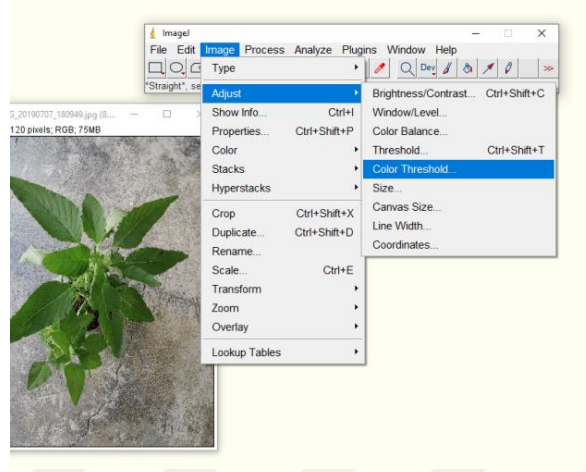 ImageJ
File Edit Image Process Analyze Plugins Window Help
Dev
>>
"Straight", se
Type
Adjust
Show Info... Ctrl+I
Properties... Ctrl+Shift+P
Color
Stacks
Hyperstacks
Crop Ctrl+Shift+X
Duplicate... Ctrl+Shift+D
Rename...
Scale... Ctrl+E
Transform
Zoom
Overlay
Lookup Tables
Brightness/Contrast... Ctrl+Shift+C
Window/Level...
Color Balance...
Threshold... Ctrl+Shift+T
Color Threshold...
Size...
Canvas Size...
Line Width...
Coordinates...
G_20190707_180949.jpg (8....
120 pixels; RGB; 75MB